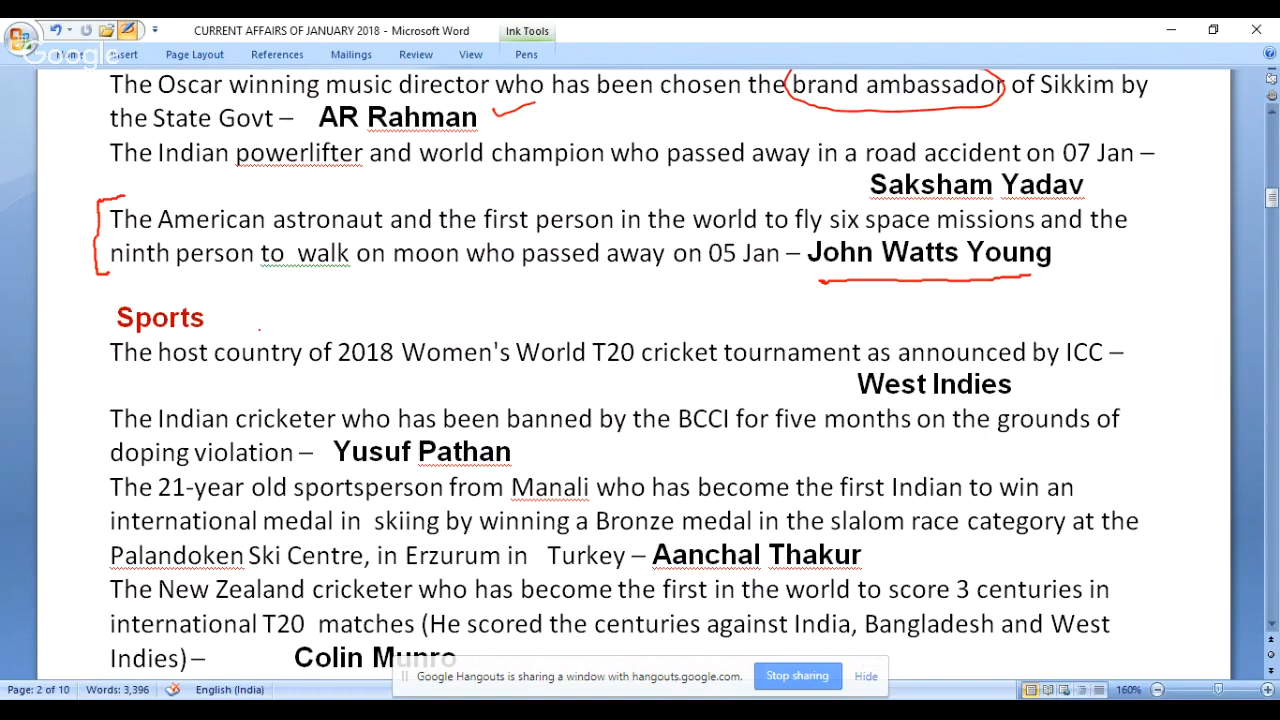 CURRENT AFFAIRS OF JANUARY 2018 - Microsoft Word
Ink Tools
Google
Home Insert Page Layout References Mailings Review View Pens
The Oscar winning music director who has been chosen the brand ambassador of Sikkim by
the State Govt – AR Rahman
The Indian powerlifter and world champion who passed away in a road accident on 07 Jan –
Saksham Yadav
The American astronaut and the first person in the world to fly six space missions and the
ninth person to walk on moon who passed away on 05 Jan – John Watts Young
Sports
The host country of 2018 Women's World T20 cricket tournament as announced by ICC –
West Indies
The Indian cricketer who has been banned by the BCCI for five months on the grounds of
doping violation – Yusuf Pathan
The 21-year old sportsperson from Manali who has become the first Indian to win an
international medal in skiing by winning a Bronze medal in the slalom race category at the
Palandoken Ski Centre, in Erzurum in Turkey – Aanchal Thakur
The New Zealand cricketer who has become the first in the world to score 3 centuries in
international T20 matches (He scored the centuries against India, Bangladesh and West
Indies) – Colin Munro
Google Hangouts is sharing a window with hangouts.google.com. Stop sharing Hide
Page: 2 of 10 Words: 3,396 English (India) 160%